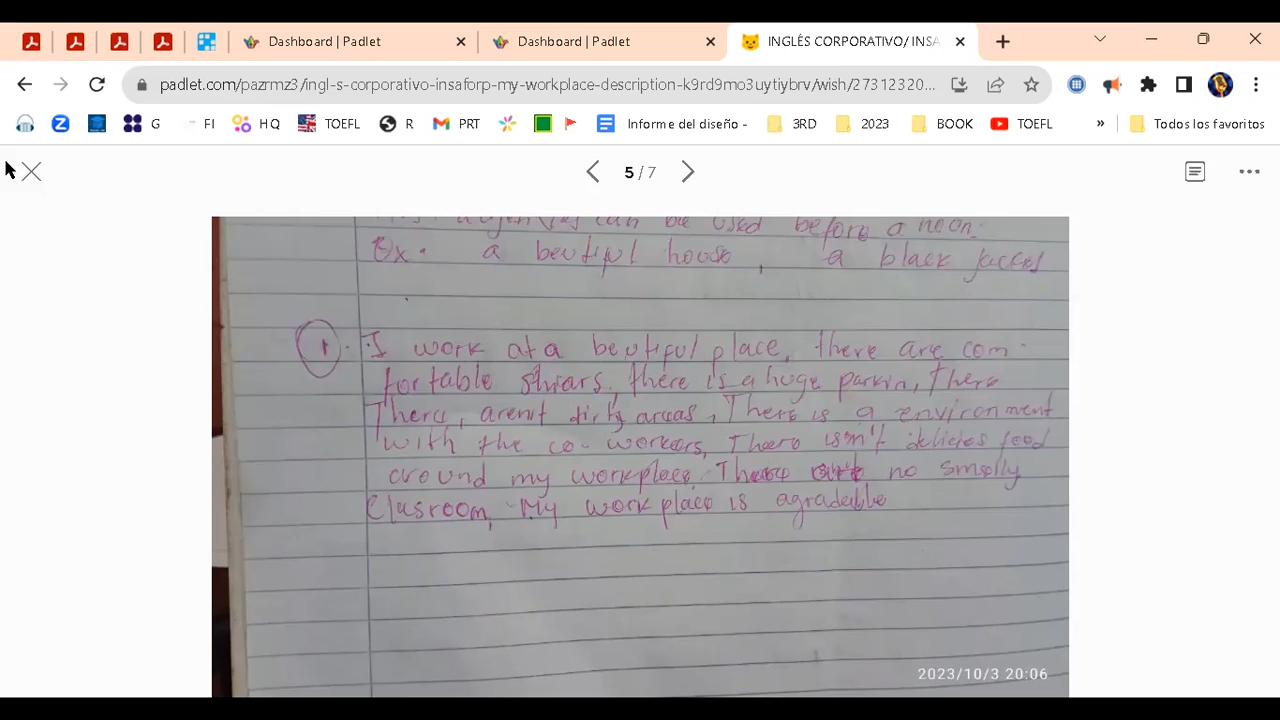 Dashboard | Padlet
Dashboard | Padlet
INGLÉS CORPORATIVO/ INSA
padlet.com/pazrmz3/ingl-s-corporativo-insaforp-my-workplace-description-k9rd9mo3uytiybrv/wish/27312320...
G FI HQ TOEFL R PRT Informe del diseño - 3RD 2023 BOOK TOEFL » Todos los favoritos
5 / 7
can be used before a noon.
Ex. a beutiful house, a black
1. I work at a beutiful place, there are com
fortable there is a huge parkin, There
There, aren't dirty areas, There is a environment
with the co-workers, There isn't food
around my workplace. There no smelly
Clasroom, My workplace is agradable
2023/10/3 20:06